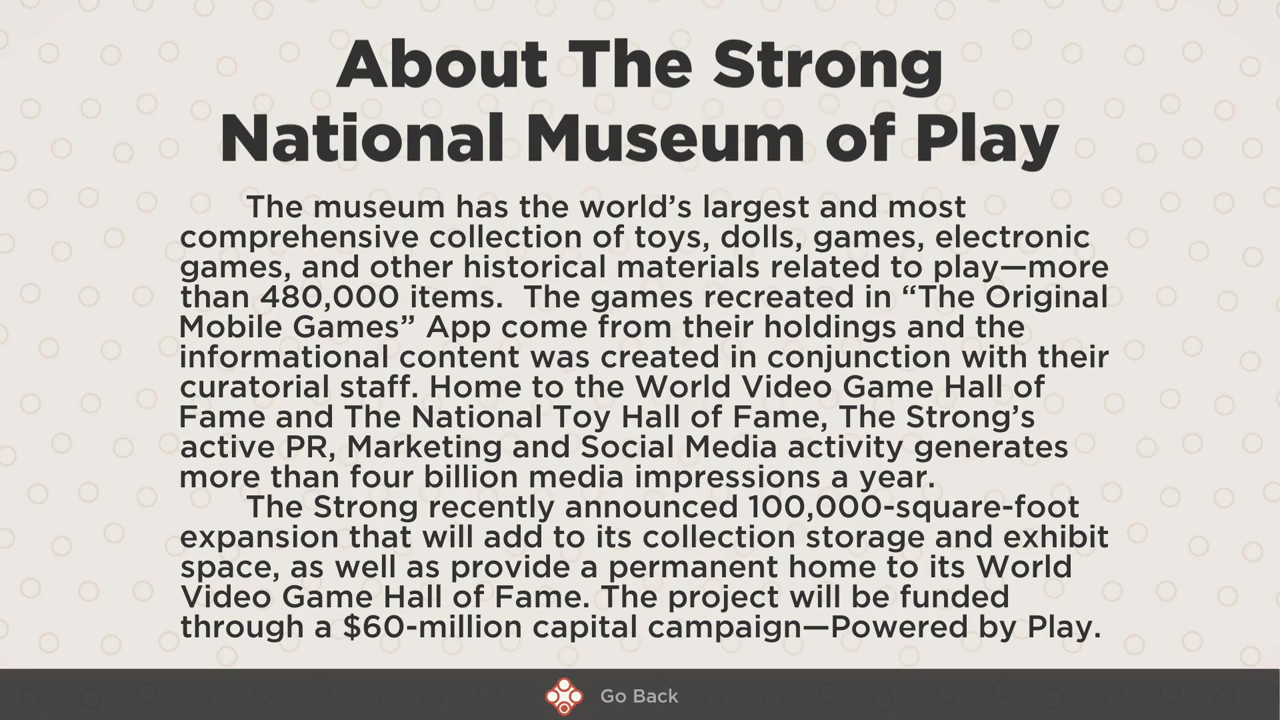 About The Strong
National Museum of Play
The museum has the world’s largest and most
comprehensive collection of toys, dolls, games, electronic
games, and other historical materials related to play—more
than 480,000 items.  The games recreated in “The Original
Mobile Games” App come from their holdings and the
informational content was created in conjunction with their
curatorial staff. Home to the World Video Game Hall of
Fame and The National Toy Hall of Fame, The Strong’s
active PR, Marketing and Social Media activity generates
more than four billion media impressions a year.
The Strong recently announced 100,000-square-foot
expansion that will add to its collection storage and exhibit
space, as well as provide a permanent home to its World
Video Game Hall of Fame. The project will be funded
through a $60-million capital campaign—Powered by Play.
Go Back